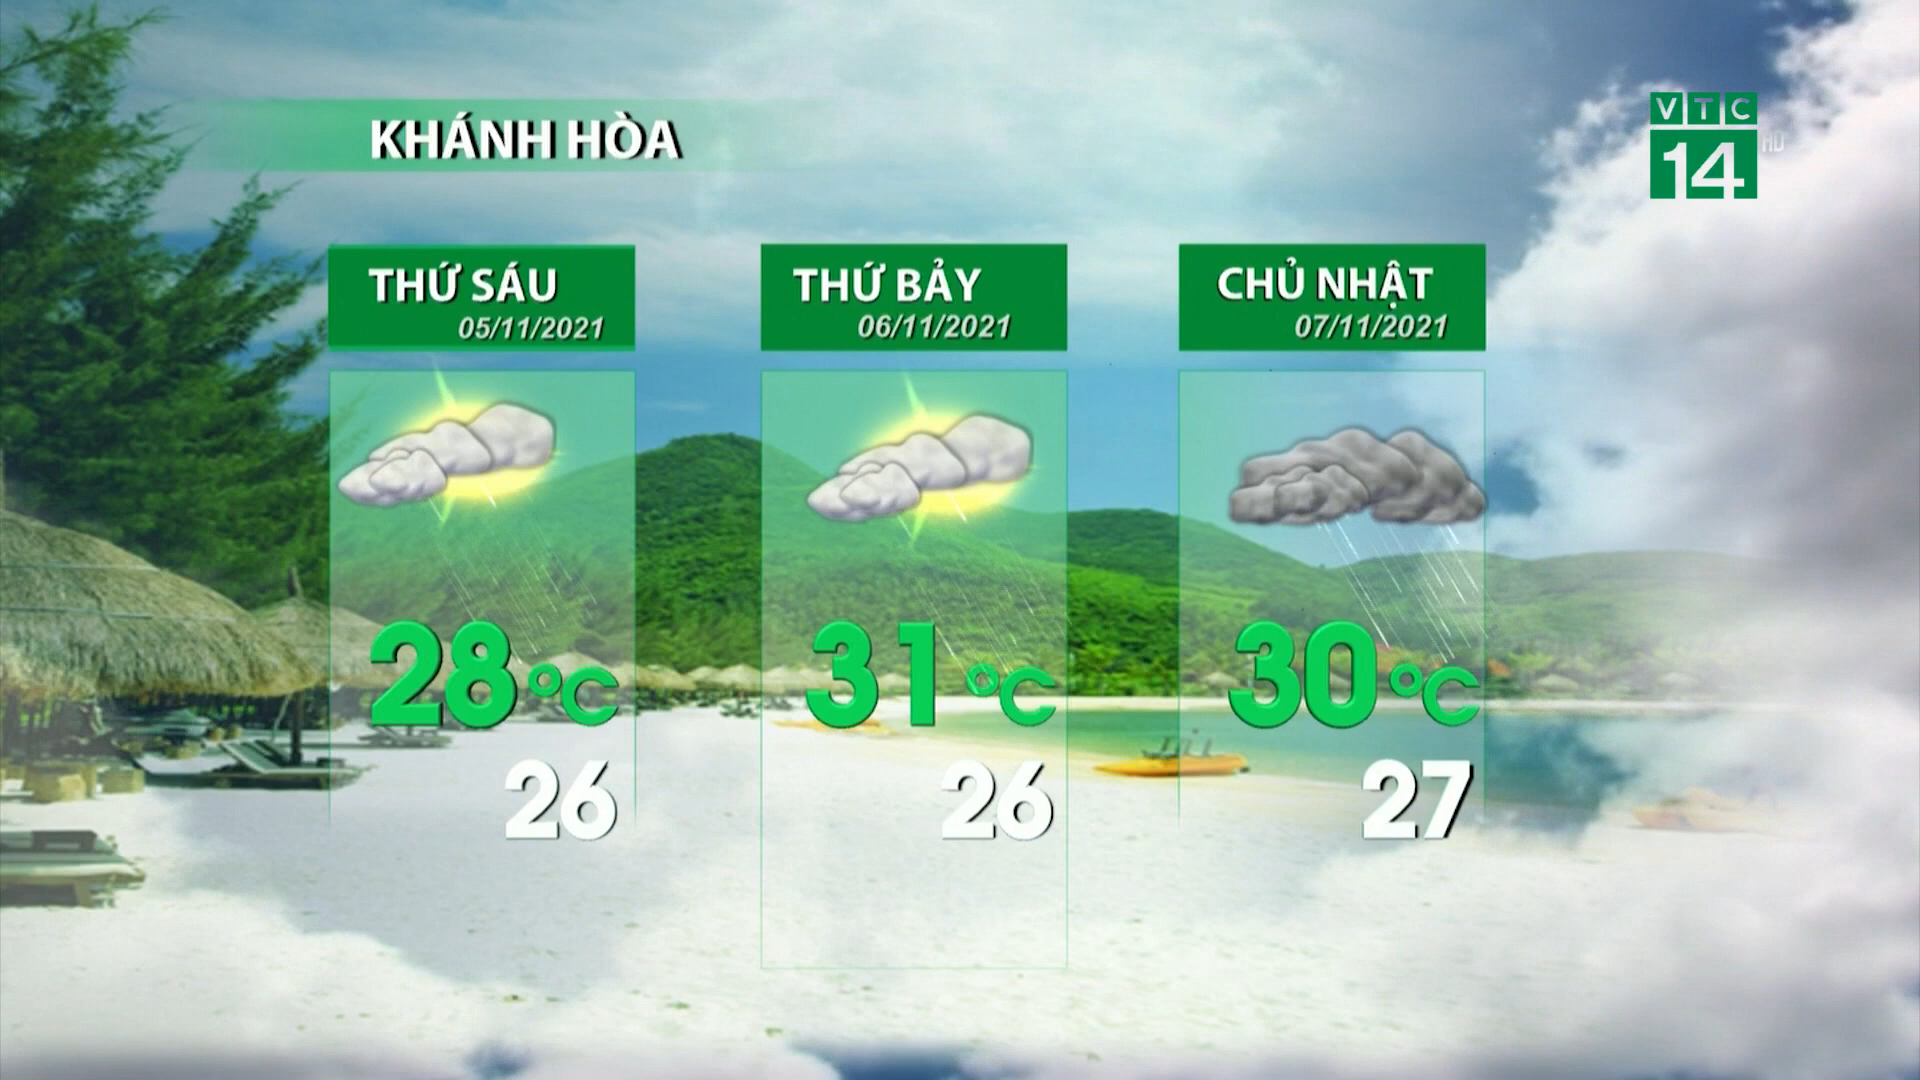 KHÁNH HÒA
VTC
14 HD
THỨ SÁU
05/11/2021
THỨ BẢY
06/11/2021
CHỦ NHẬT
07/11/2021
28°C
31°C
30°C
26
26
27